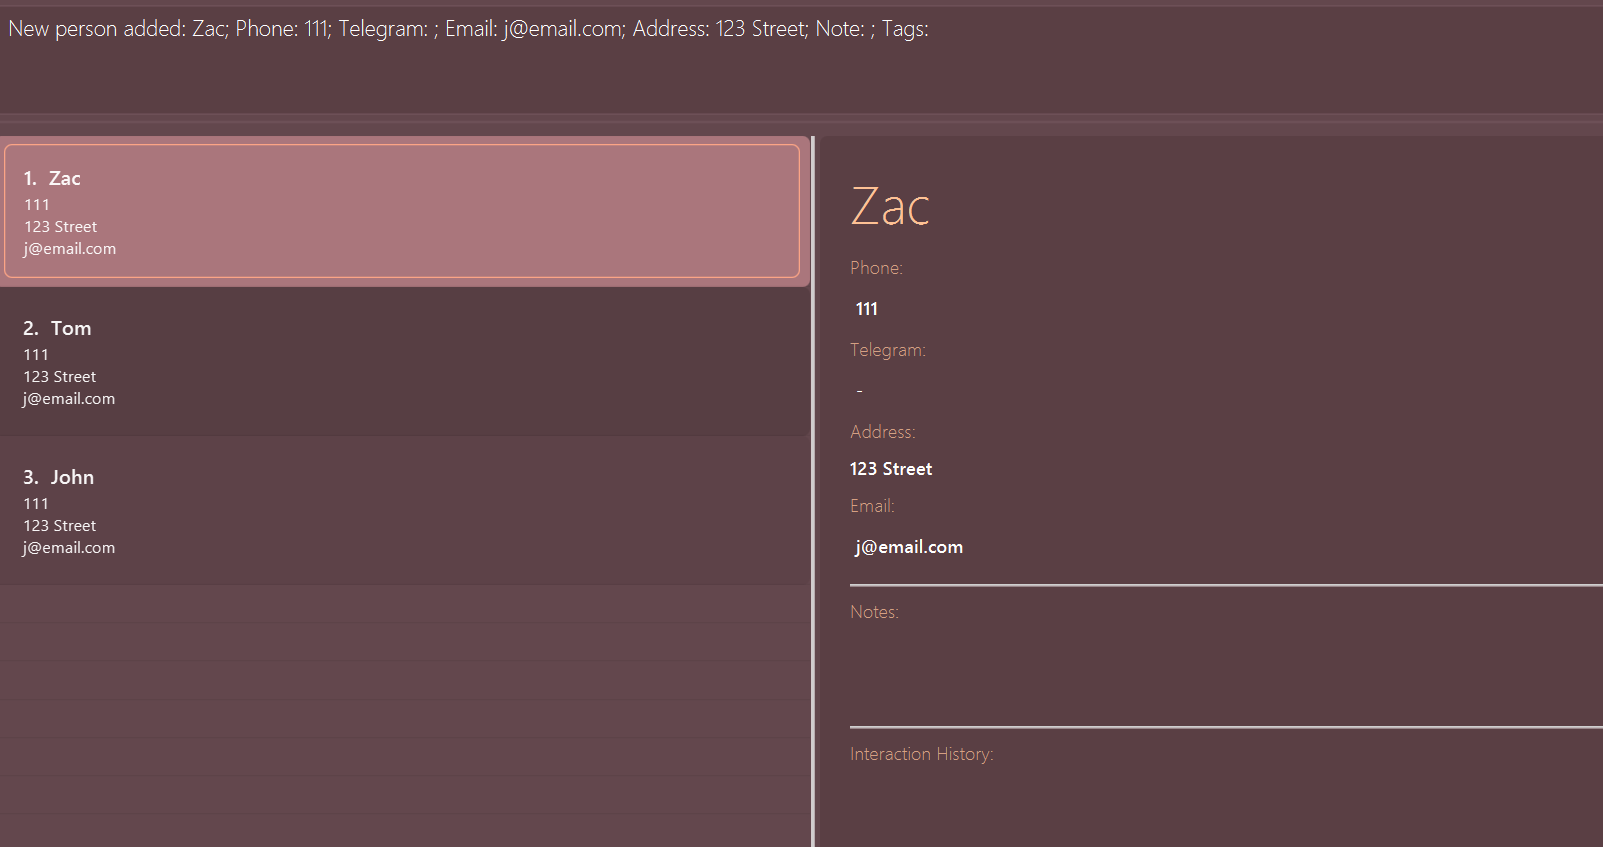 New person added: Zac; Phone: 111; Telegram: ; Email: j@email.com; Address: 123 Street; Note: ; Tags:
1. Zac
111
123 Street
j@email.com
2. Tom
111
123 Street
j@email.com
3. John
111
123 Street
j@email.com
Zac
Phone:
111
Telegram:
-
Address:
123 Street
Email:
j@email.com
Notes:
Interaction History: